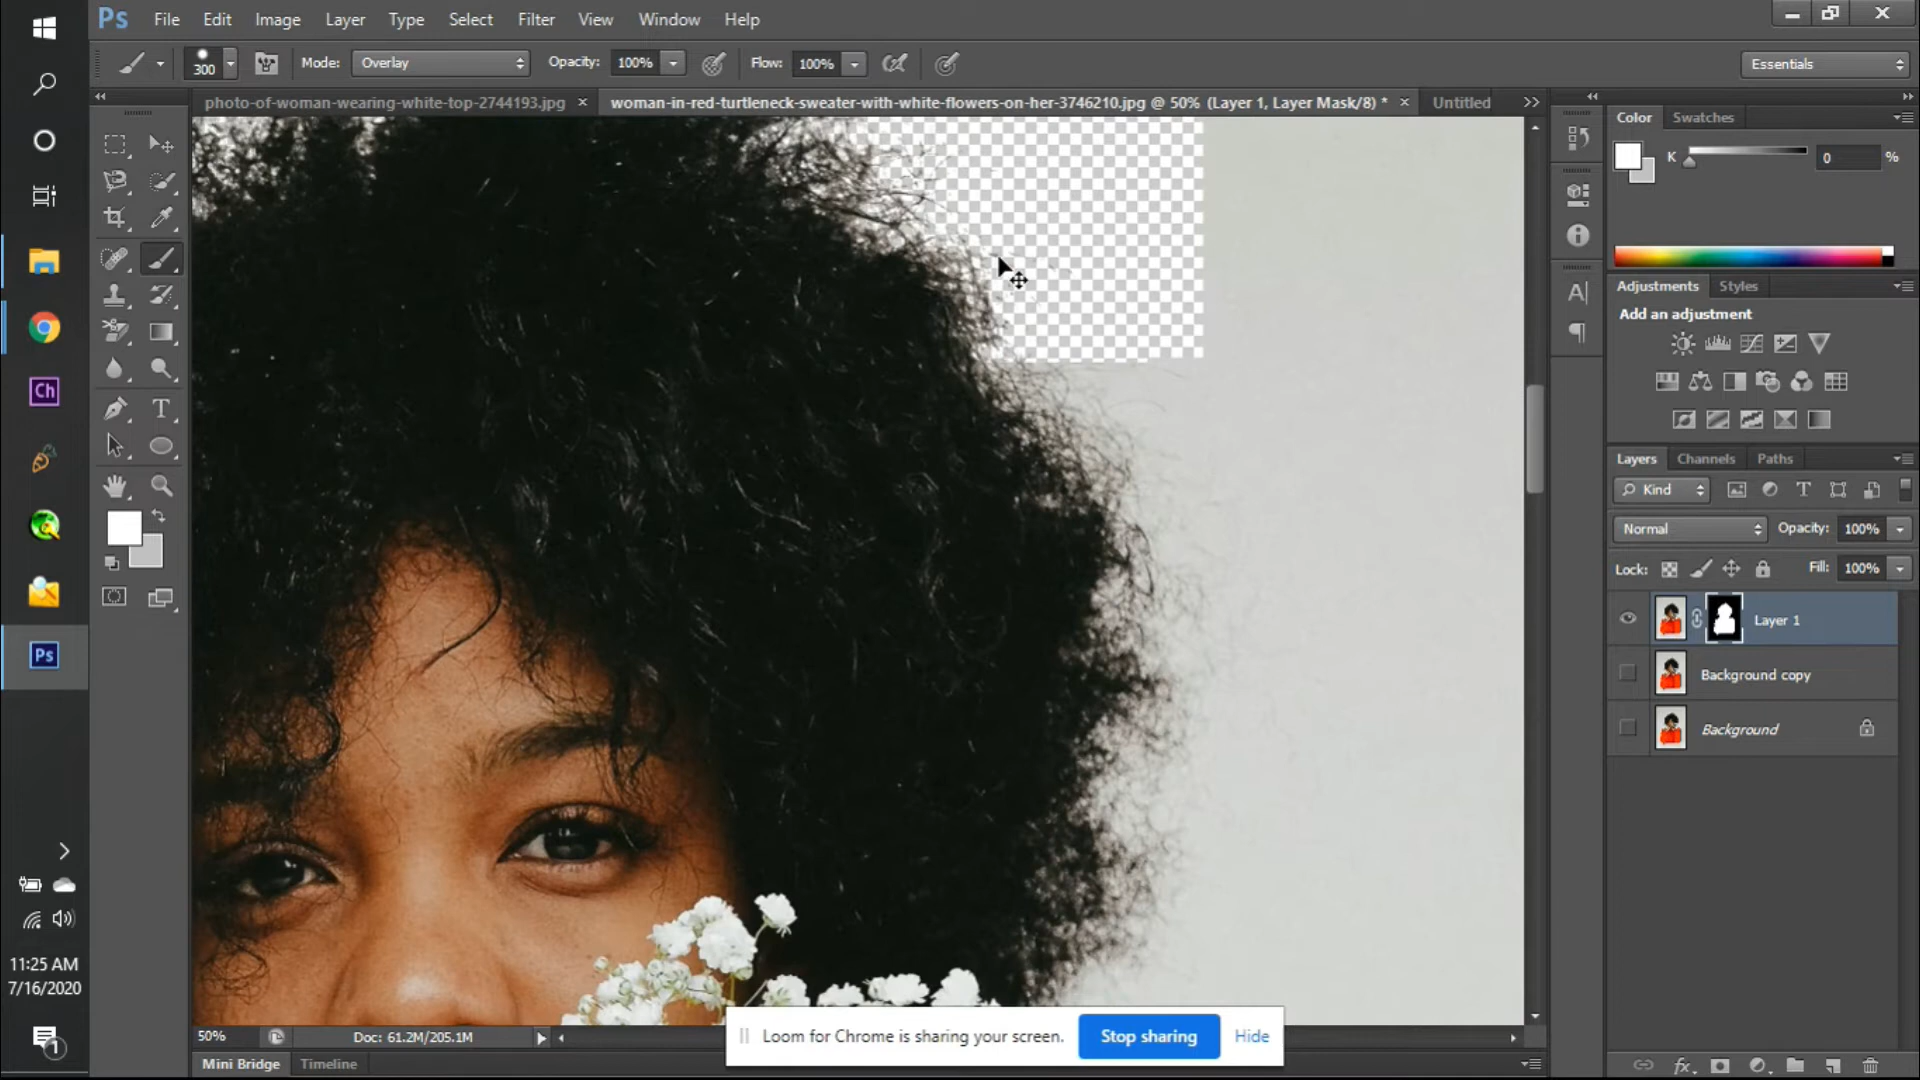 Ps File Edit Image Layer Type Select Filter View Window Help
300 Mode: Overlay Opacity: 100% Flow: 100% Essentials
photo-of-woman-wearing-white-top-2744193.jpg × woman-in-red-turtleneck-sweater-with-white-flowers-on-her-3746210.jpg @ 50% (Layer 1, Layer Mask/8) * × Untitled
Color Swatches
K 0 %
Adjustments Styles
Add an adjustment
Layers Channels Paths
Kind
Normal Opacity: 100%
Lock: Fill: 100%
Layer 1
Background copy
Background
Ch
Ps
11:25 AM
7/16/2020
1
50% Doc: 61.2M/205.1M
Loom for Chrome is sharing your screen. Stop sharing Hide
Mini Bridge Timeline